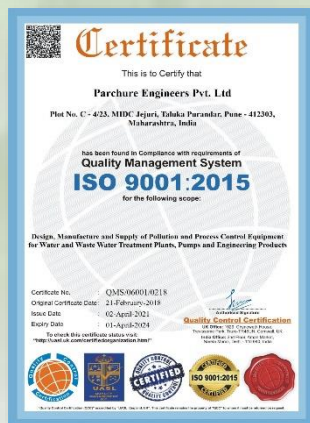 Certificate
This is to Certify that
Parchure Engineers Pvt. Ltd
Plot No. C - 4/23. MIDC Jejuri, Taluka Purandar, Pune - 412303,
Maharashtra, India
has been found in Compliance with requirements of
Quality Management System
ISO 9001:2015
for the following scope:
Design, Manufacture and Supply of Pollution and Process Control Equipment
for Water and Waste Water Treatment Plants, Pumps and Engineering Products
Certificate No. : QMS/06001/0218
Original Certificate Date: 21-February-2018
Issue Date : 02-April-2021
Expiry Date : 01-April-2024
To check this certificate status visit:
"http://uasl.uk.com/certifiedorganization.html"
Quality Control Certification
UASL
QUALITY CONTROL
CERTIFIED
ISO 9001:2015